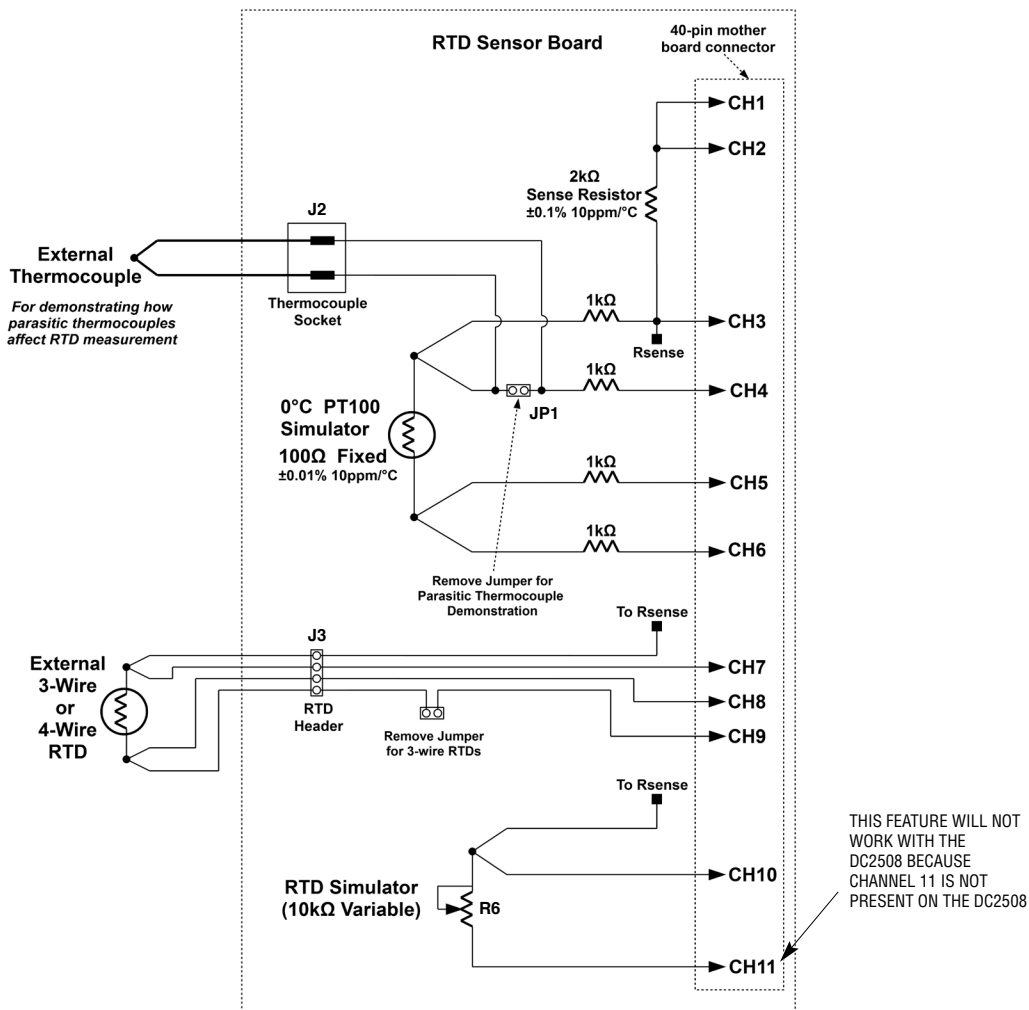 RTD Sensor Board
40-pin mother
board connector
CH1
CH2
2kΩ
Sense Resistor
±0.1% 10ppm/°C
J2
External
Thermocouple
For demonstrating how
parasitic thermocouples
affect RTD measurement
Thermocouple
Socket
1kΩ
CH3
Rsense
1kΩ
CH4
JP1
0°C PT100
Simulator
100Ω Fixed
±0.01% 10ppm/°C
1kΩ
CH5
1kΩ
CH6
Remove Jumper for
Parasitic Thermocouple
Demonstration
To Rsense
J3
External
3-Wire
or
4-Wire
RTD
CH7
CH8
CH9
RTD
Header
Remove Jumper
for 3-wire RTDs
To Rsense
CH10
RTD Simulator
(10kΩ Variable)
R6
CH11
THIS FEATURE WILL NOT
WORK WITH THE
DC2508 BECAUSE
CHANNEL 11 IS NOT
PRESENT ON THE DC2508